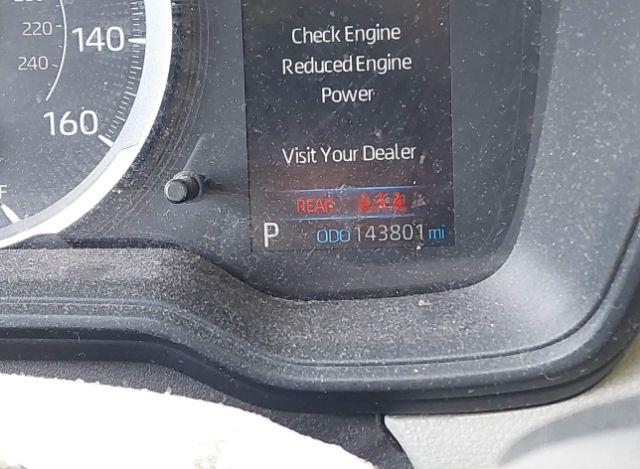 220
240
140
160
F
Check Engine
Reduced Engine
Power
Visit Your Dealer
REAR
P ODO 143801 mi